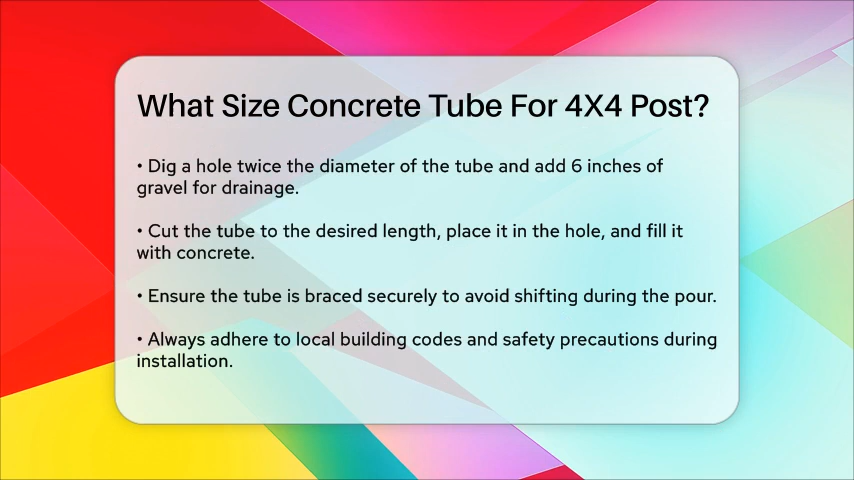 What Size Concrete Tube For 4X4 Post?
• Dig a hole twice the diameter of the tube and add 6 inches of
gravel for drainage.
• Cut the tube to the desired length, place it in the hole, and fill it
with concrete.
• Ensure the tube is braced securely to avoid shifting during the pour.
• Always adhere to local building codes and safety precautions during
installation.